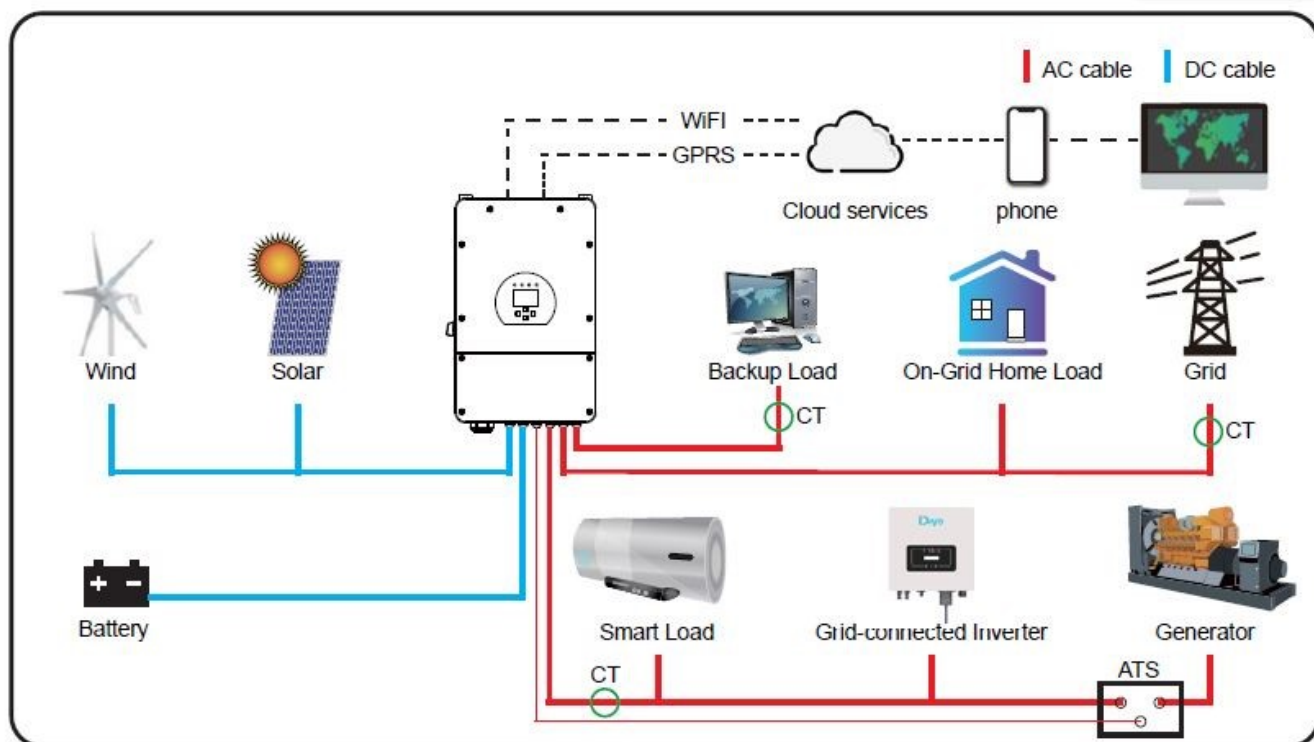 AC cable
DC cable
WiFI
GPRS
Cloud services
phone
Wind
Solar
Backup Load
On-Grid Home Load
Grid
CT
CT
Battery
Smart Load
Grid-connected Inverter
Generator
CT
ATS